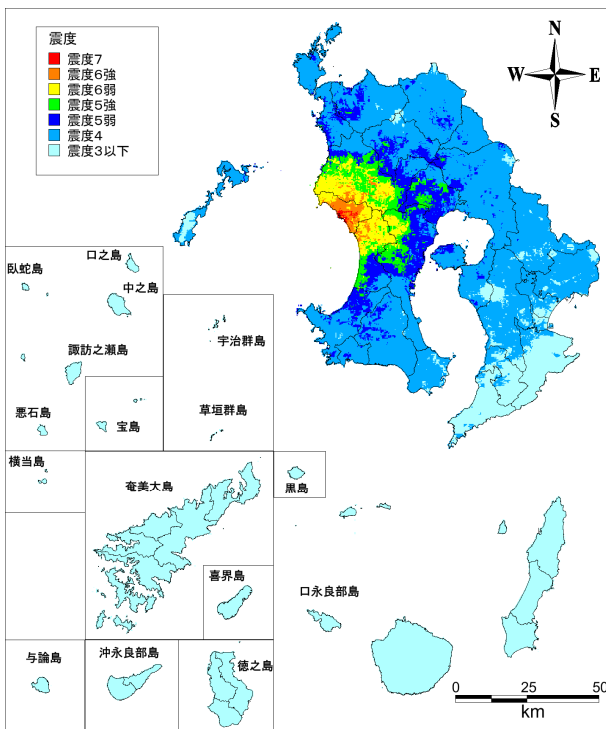 震度
震度7
震度6強
震度6弱
震度5強
震度5弱
震度4
震度3以下
N
W E
S
口之島
臥蛇島
中之島
宇治群島
諏訪之瀬島
悪石島
宝島
草垣群島
横当島
奄美大島
黒島
喜界島
口永良部島
与論島
沖永良部島
徳之島
0 25 50
km